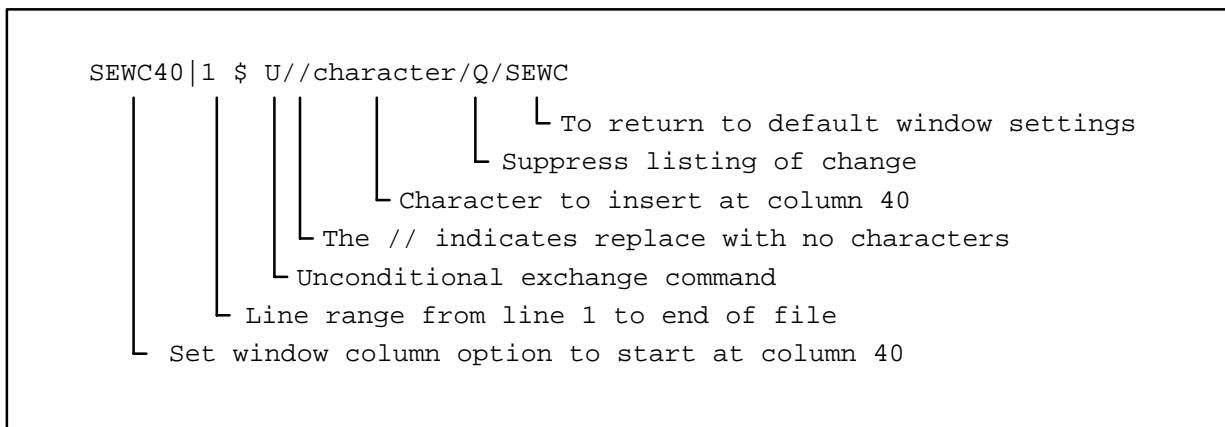 SEWC40|1 $ U//character/Q/SEWC
To return to default window settings
Suppress listing of change
Character to insert at column 40
The // indicates replace with no characters
Unconditional exchange command
Line range from line 1 to end of file
Set window column option to start at column 40